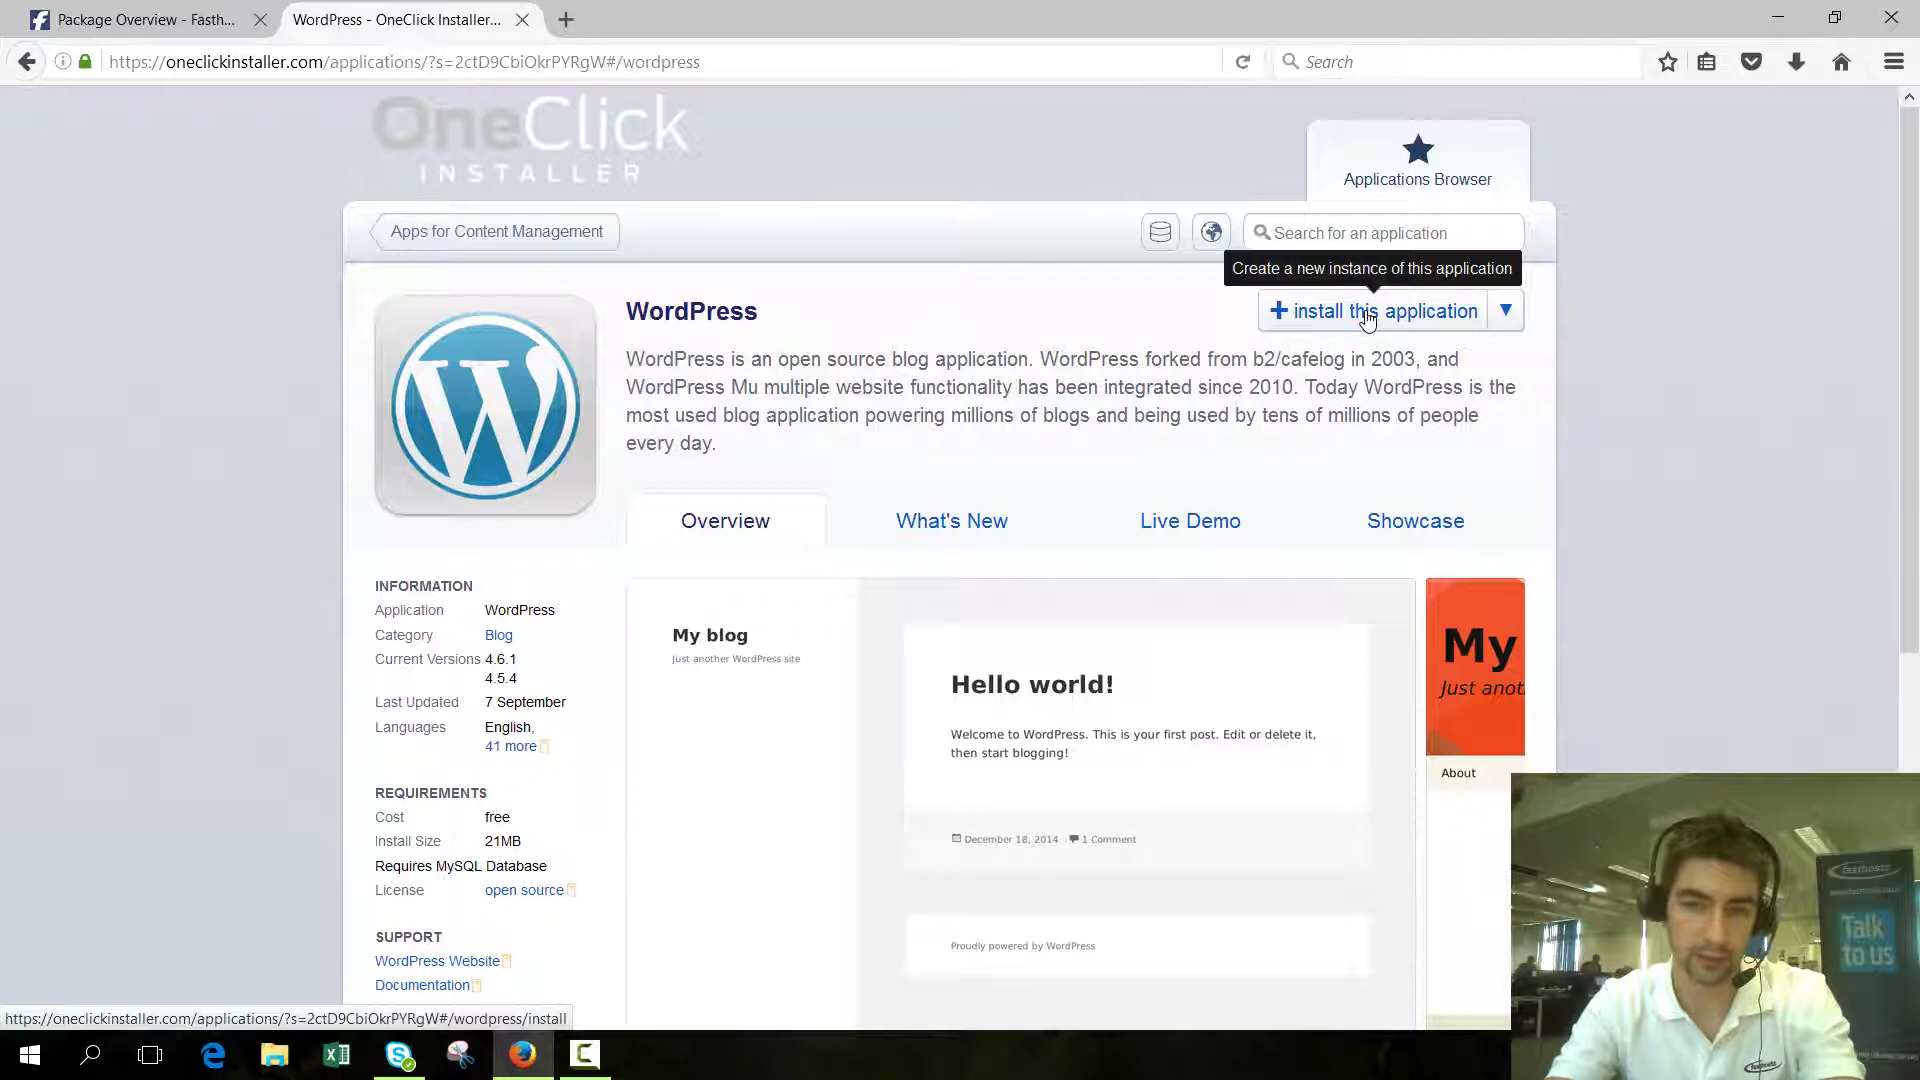 Package Overview - Fasth...
WordPress - OneClick Installer...
https://oneclickinstaller.com/applications/?s=2ctD9CbiOkrPYRgW#/wordpress
Search
OneClick
INSTALLER
Applications Browser
Apps for Content Management
Search for an application
Create a new instance of this application
WordPress
install this application
WordPress is an open source blog application. WordPress forked from b2/cafelog in 2003, and
WordPress Mu multiple website functionality has been integrated since 2010. Today WordPress is the
most used blog application powering millions of blogs and being used by tens of millions of people
every day.
Overview
What's New
Live Demo
Showcase
INFORMATION
Application WordPress
Category Blog
Current Versions 4.6.1
4.5.4
Last Updated 7 September
Languages English,
41 more
REQUIREMENTS
Cost free
Install Size 21MB
Requires MySQL Database
License open source
SUPPORT
WordPress Website
Documentation
My blog
Just another WordPress site
Hello world!
Welcome to WordPress. This is your first post. Edit or delete it,
then start blogging!
December 18, 2014 1 Comment
Proudly powered by WordPress
My
Just anot
About
https://oneclickinstaller.com/applications/?s=2ctD9CbiOkrPYRgW#/wordpress/install
fasthosts
Talk
to us
fasthosts